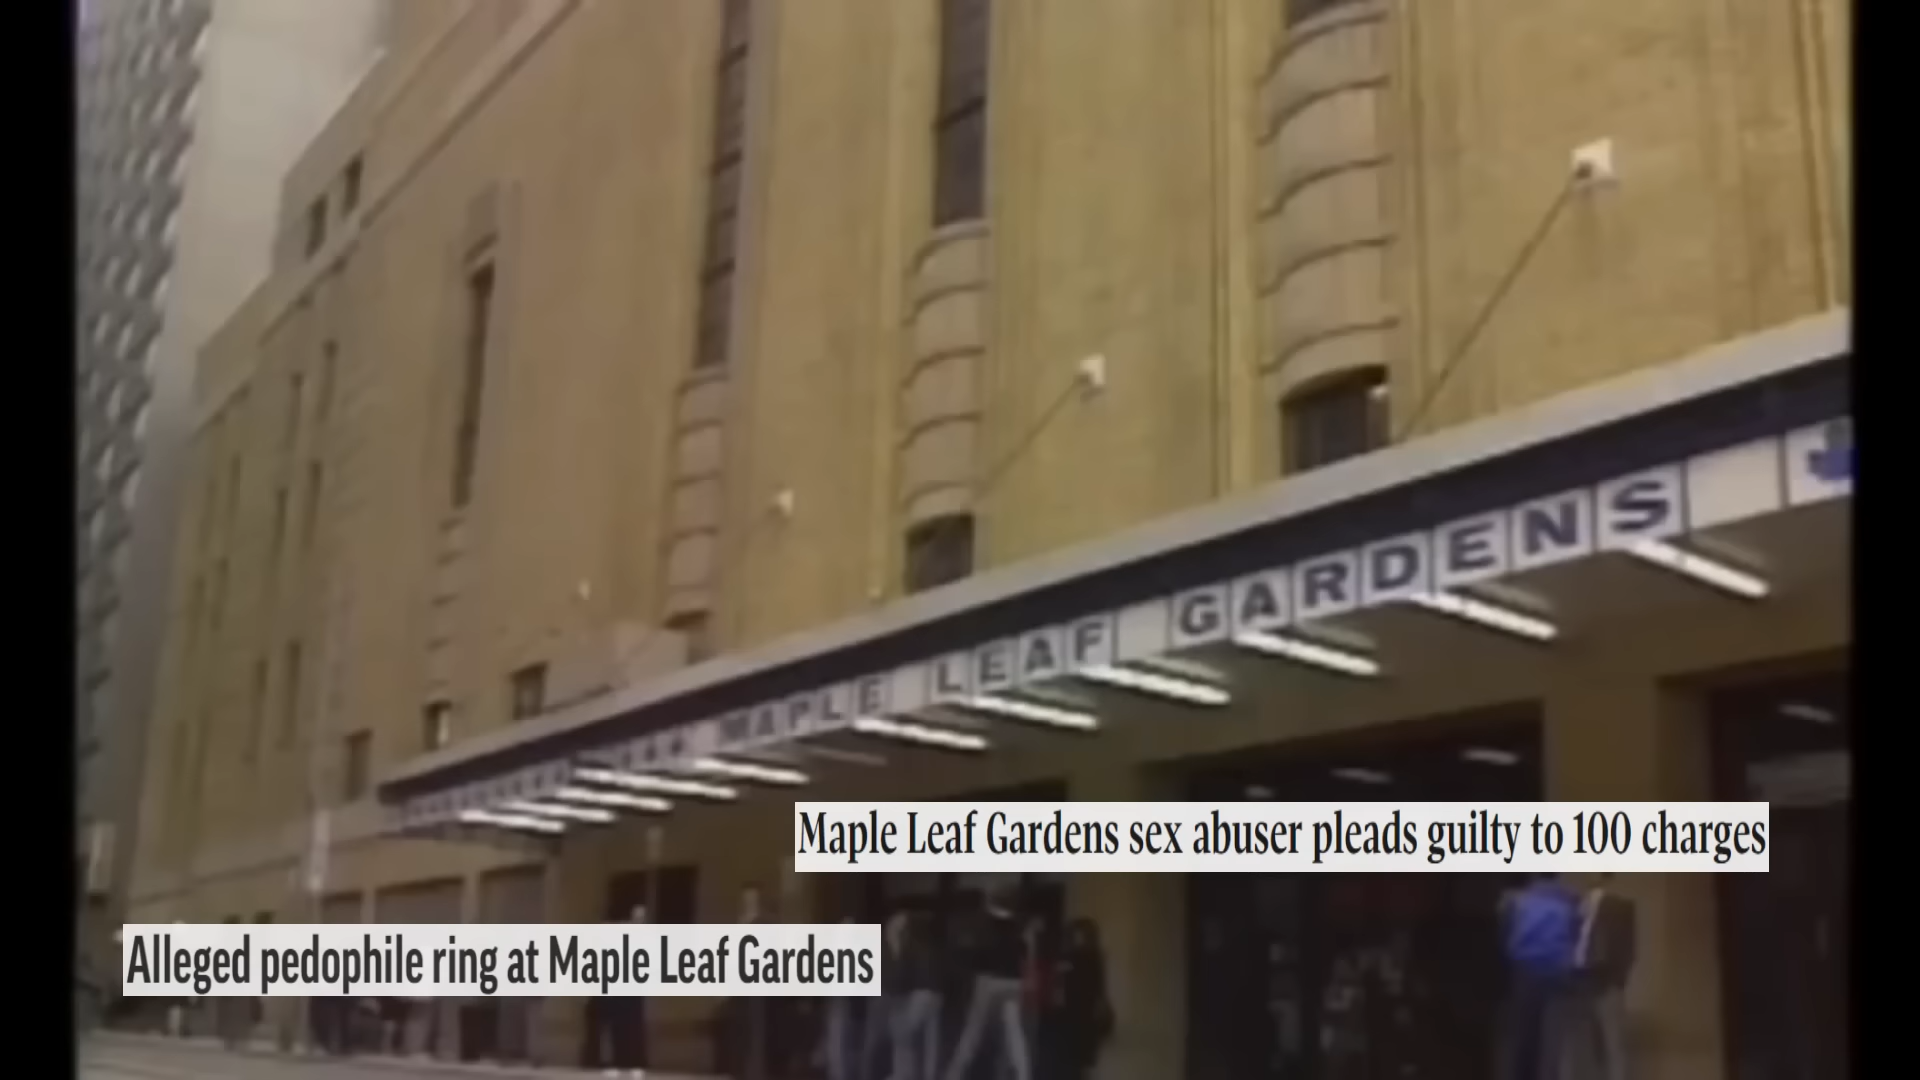 MAPLE LEAF GARDENS
Maple Leaf Gardens sex abuser pleads guilty to 100 charges
Alleged pedophile ring at Maple Leaf Gardens